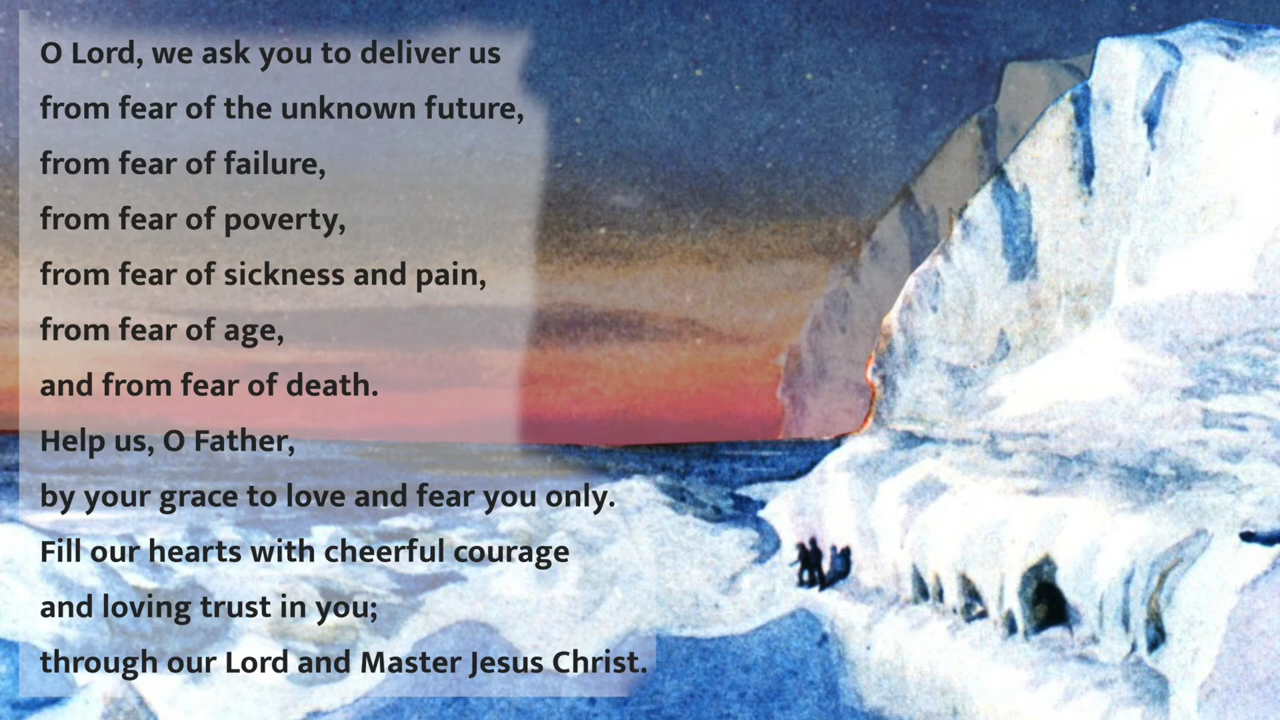 O Lord, we ask you to deliver us
from fear of the unknown future,
from fear of failure,
from fear of poverty,
from fear of sickness and pain,
from fear of age,
and from fear of death.
Help us, O Father,
by your grace to love and fear you only.
Fill our hearts with cheerful courage
and loving trust in you;
through our Lord and Master Jesus Christ.